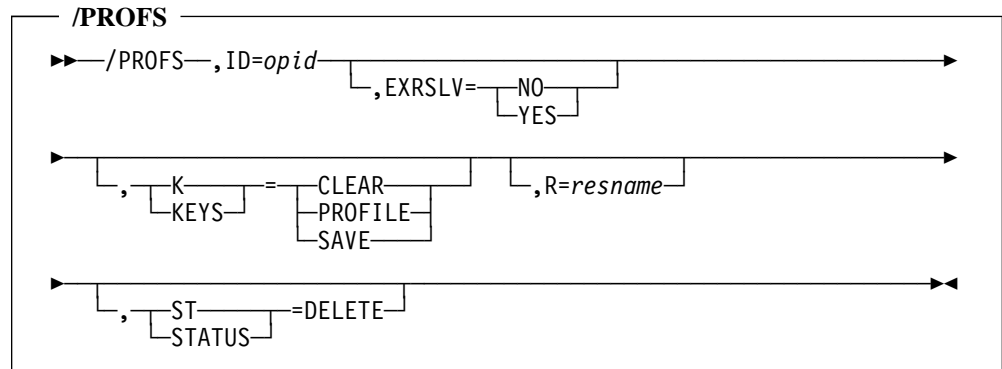 /PROFS
/PROFS ,ID=opid
,EXRSLV= NO
YES
, K = CLEAR ,R=resname
KEYS PROFILE
SAVE
, ST =DELETE
STATUS